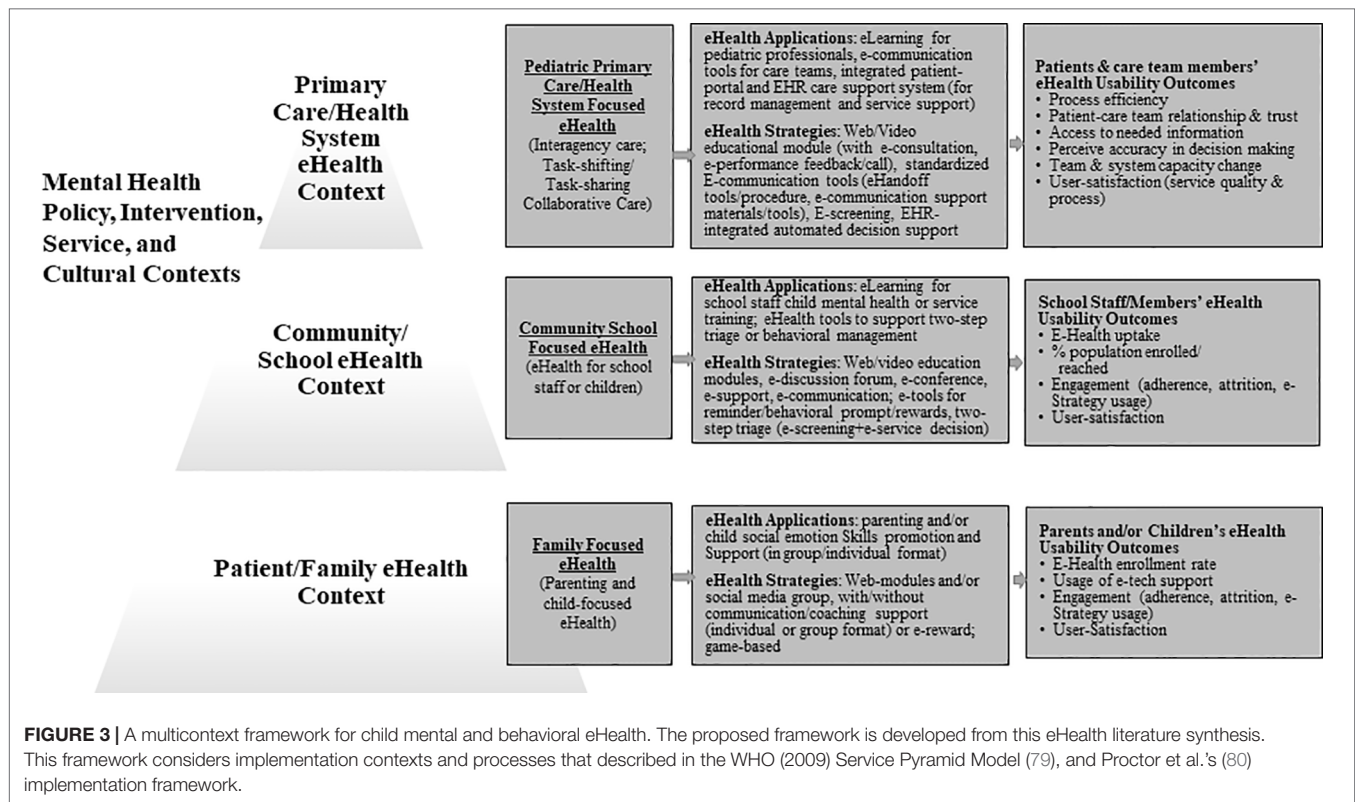 Mental Health
Policy, Intervention,
Service, and
Cultural Contexts
Primary
Care/Health
System
eHealth
Context
Pediatric Primary
Care/Health
System Focused
eHealth
(Interagency care;
Task-shifting/
Task-sharing
Collaborative Care)
eHealth Applications: eLearning for
pediatric professionals, e-communication
tools for care teams, integrated patient-
portal and EHR care support system (for
record management and service support)
eHealth Strategies: Web/Video
educational module (with e-consultation,
e-performance feedback/call), standardized
E-communication tools (eHandoff
tools/procedure, e-communication support
materials/tools), E-screening, EHR-
integrated automated decision support
Patients & care team members'
eHealth Usability Outcomes
• Process efficiency
• Patient-care team relationship & trust
• Access to needed information
• Perceive accuracy in decision making
• Team & system capacity change
• User-satisfaction (service quality &
process)
Community/
School eHealth
Context
Community School
Focused eHealth
(eHealth for school
staff or children)
eHealth Applications: eLearning for
school staff child mental health or service
training; eHealth tools to support two-step
triage or behavioral management
eHealth Strategies: Web/video education
modules, e-discussion forum, e-conference,
e-support, e-communication; e-tools for
reminder/behavioral prompt/rewards, two-
step triage (e-screening+e-service decision)
School Staff/Members' eHealth
Usability Outcomes
• E-Health uptake
• % population enrolled/
reached
• Engagement (adherence, attrition, e-
Strategy usage)
• User-satisfaction
Patient/Family eHealth
Context
Family Focused
eHealth
(Parenting and
child-focused
eHealth)
eHealth Applications: parenting and/or
child social emotion Skills promotion and
Support (in group/individual format)
eHealth Strategies: Web-modules and/or
social media group, with/without
communication/coaching support
(individual or group format) or e-reward;
game-based
Parents and/or Children's eHealth
Usability Outcomes
• E-Health enrollment rate
• Usage of e-tech support
• Engagement (adherence, attrition, e-
Strategy usage)
• User-Satisfaction
FIGURE 3 | A multicontext framework for child mental and behavioral eHealth. The proposed framework is developed from this eHealth literature synthesis.
This framework considers implementation contexts and processes that described in the WHO (2009) Service Pyramid Model (79), and Proctor et al.'s (80)
implementation framework.